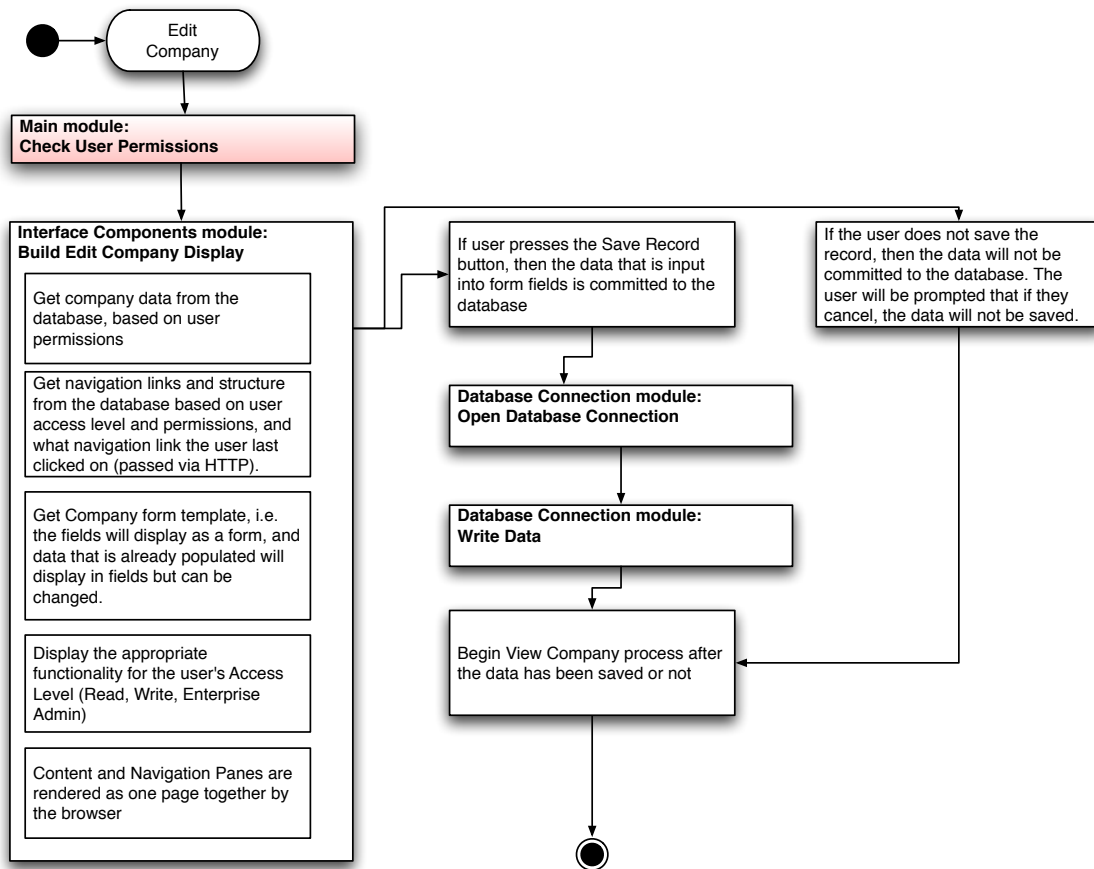 Edit
Company
Main module:
Check User Permissions
Interface Components module:
Build Edit Company Display
Get company data from the
database, based on user
permissions
Get navigation links and structure
from the database based on user
access level and permissions, and
what navigation link the user last
clicked on (passed via HTTP).
Get Company form template, i.e.
the fields will display as a form, and
data that is already populated will
display in fields but can be
changed.
Display the appropriate
functionality for the user's Access
Level (Read, Write, Enterprise
Admin)
Content and Navigation Panes are
rendered as one page together by
the browser
If user presses the Save Record
button, then the data that is input
into form fields is committed to the
database
Database Connection module:
Open Database Connection
Database Connection module:
Write Data
Begin View Company process after
the data has been saved or not
If the user does not save the
record, then the data will not be
committed to the database. The
user will be prompted that if they
cancel, the data will not be saved.